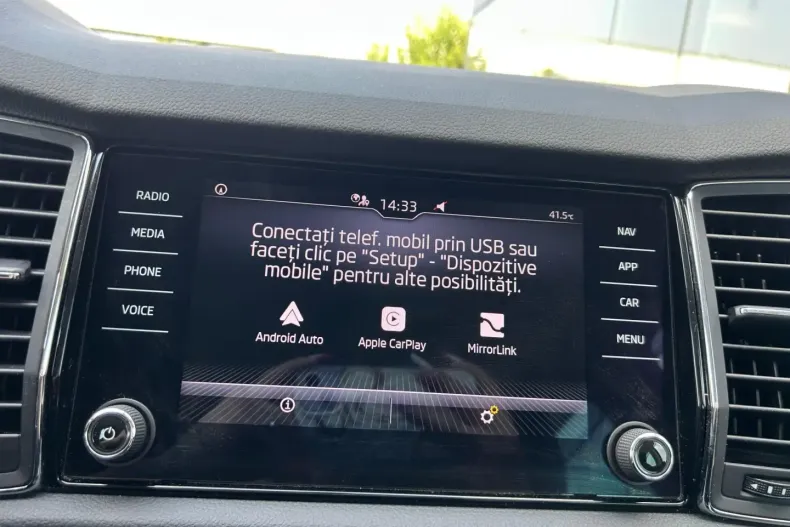 RADIO
MEDIA
PHONE
VOICE
14:33
41.5°C
Conectați telef. mobil prin USB sau
faceți clic pe "Setup" - "Dispozitive
mobile" pentru alte posibilități.
Android Auto
Apple CarPlay
MirrorLink
NAV
APP
CAR
MENU